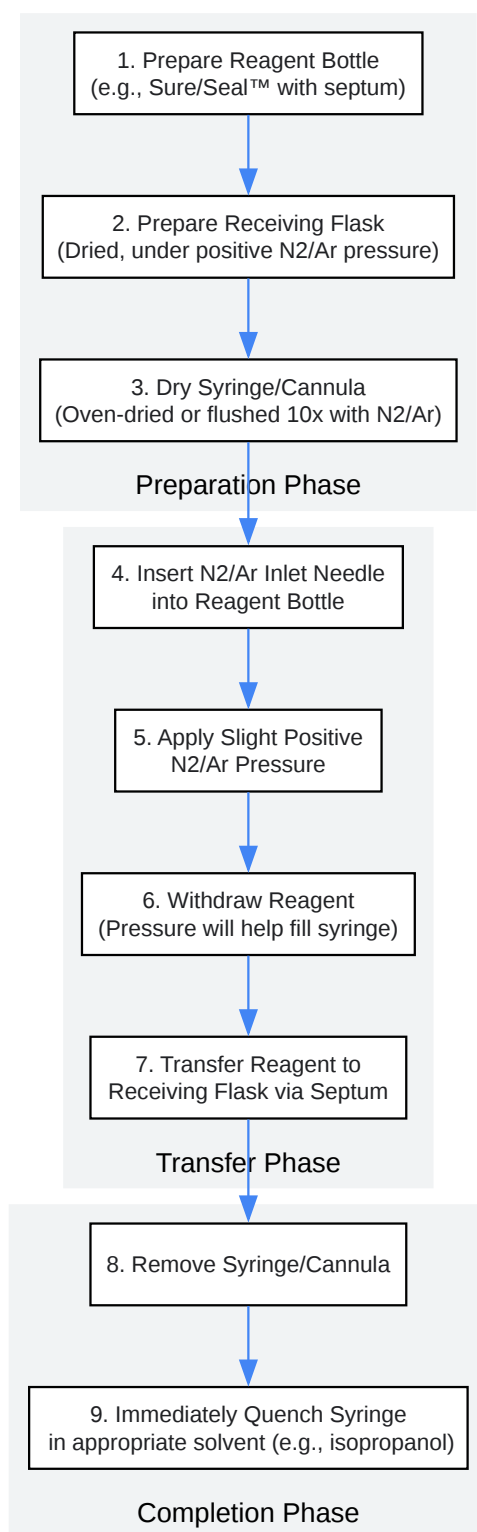 1. Prepare Reagent Bottle
(e.g., Sure/Seal™ with septum)
2. Prepare Receiving Flask
(Dried, under positive N2/Ar pressure)
3. Dry Syringe/Cannula
(Oven-dried or flushed 10x with N2/Ar)
Preparation Phase
4. Insert N2/Ar Inlet Needle
into Reagent Bottle
5. Apply Slight Positive
N2/Ar Pressure
6. Withdraw Reagent
(Pressure will help fill syringe)
7. Transfer Reagent to
Receiving Flask via Septum
Transfer Phase
8. Remove Syringe/Cannula
9. Immediately Quench Syringe
in appropriate solvent (e.g., isopropanol)
Completion Phase